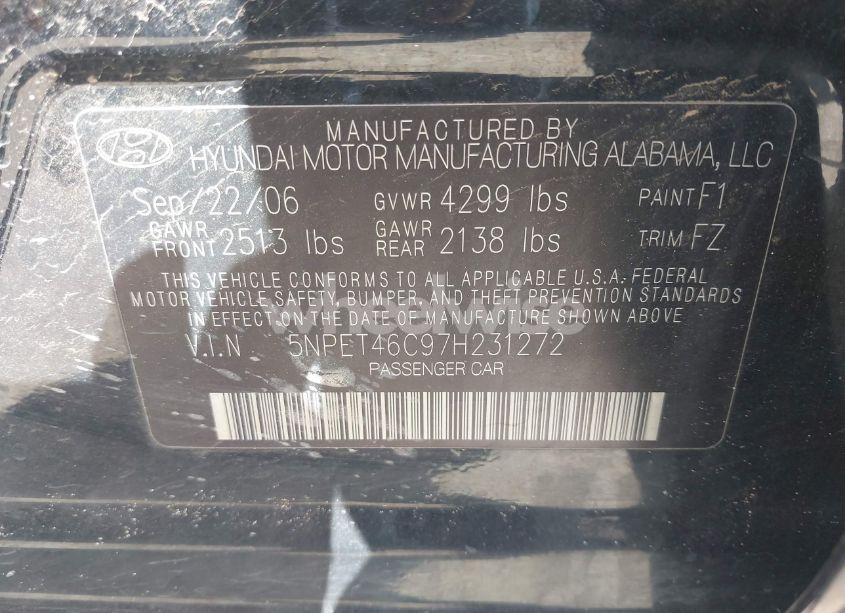 MANUFACTURED BY
HYUNDAI MOTOR MANUFACTURING ALABAMA, LLC
Sep/22/06 GVWR 4299 lbs PAINT F1
GAWR FRONT 2513 lbs GAWR REAR 2138 lbs TRIM FZ
THIS VEHICLE CONFORMS TO ALL APPLICABLE U.S.A. FEDERAL
MOTOR VEHICLE SAFETY, BUMPER, AND THEFT PREVENTION STANDARDS
IN EFFECT ON THE DATE OF MANUFACTURE SHOWN ABOVE
V.I.N 5NPET46C97H231272
PASSENGER CAR